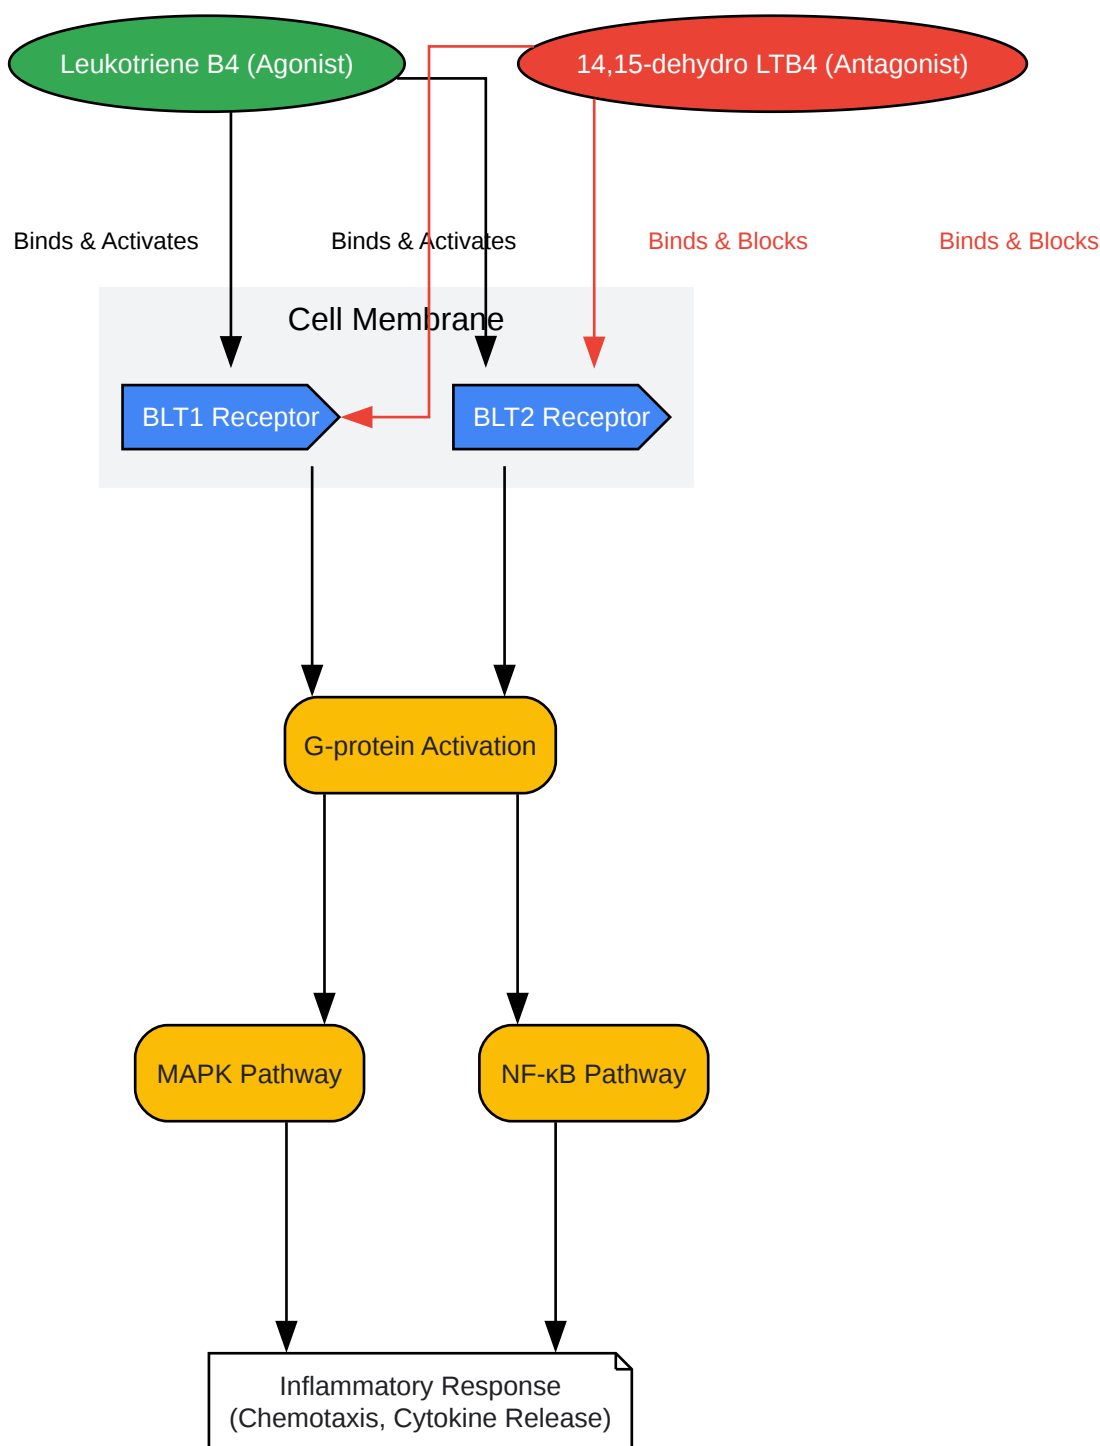 Leukotriene B4 (Agonist)
14,15-dehydro LTB4 (Antagonist)
Binds & Activates
Binds & Activates
Binds & Blocks
Binds & Blocks
Cell Membrane
BLT1 Receptor
BLT2 Receptor
G-protein Activation
MAPK Pathway
NF-κB Pathway
Inflammatory Response
(Chemotaxis, Cytokine Release)